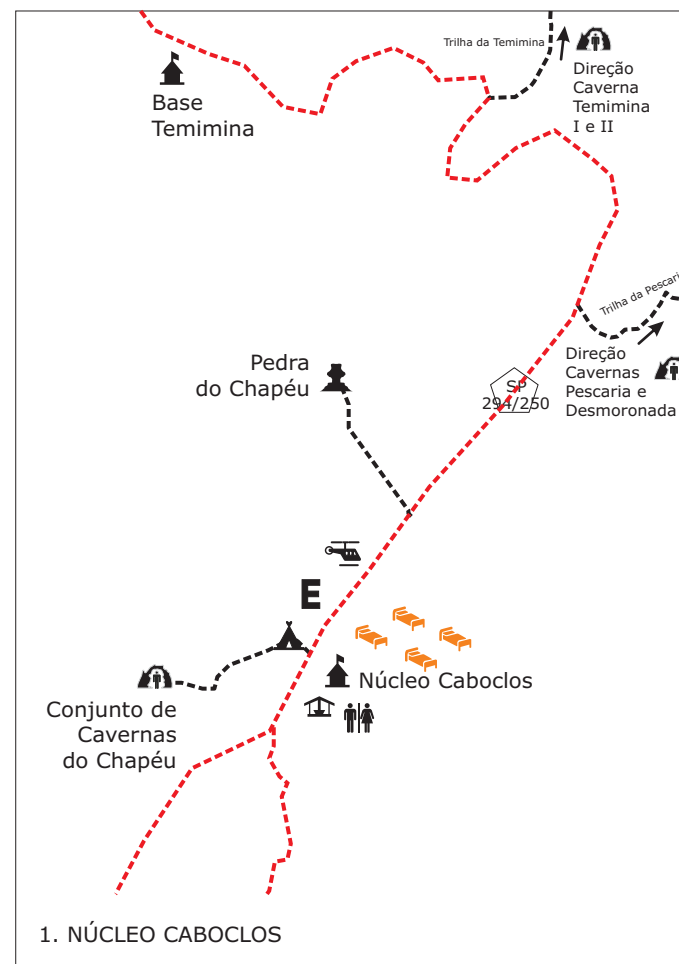 Trilha da Temimina
Direção
Caverna
Temimina
I e II
Base
Temimina
Trilha da Pescaria
Direção
Cavernas
Pescaria e
Desmoronada
Pedra
do Chapéu
SP
294/250
E
Núcleo Caboclos
Conjunto de
Cavernas
do Chapéu
1. NÚCLEO CABOCLOS